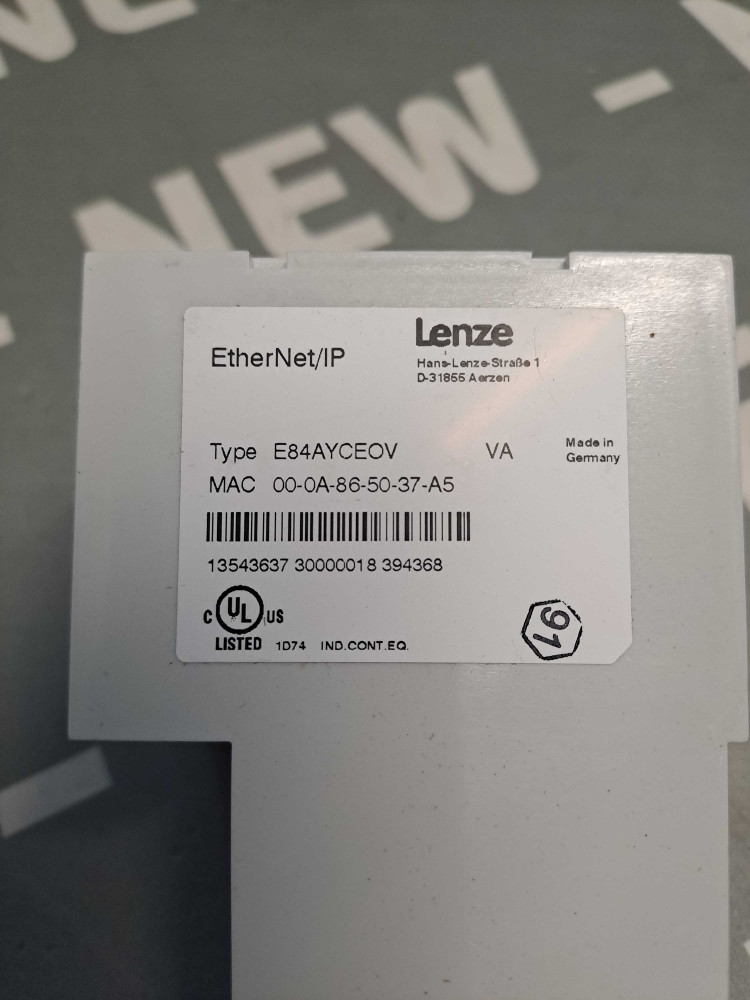 NEW -
EtherNet/IP
Lenze
Hans-Lenze-Straße 1
D-31855 Aerzen
Type E84AYCEOV VA
Made in
Germany
MAC 00-0A-86-50-37-A5
13543637 30000018 394368
C UL US
LISTED 1D74 IND.CONT.EQ.
91